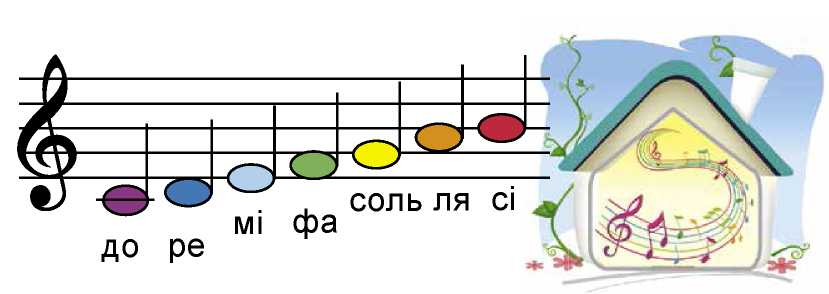 до ре мі фа соль ля сі